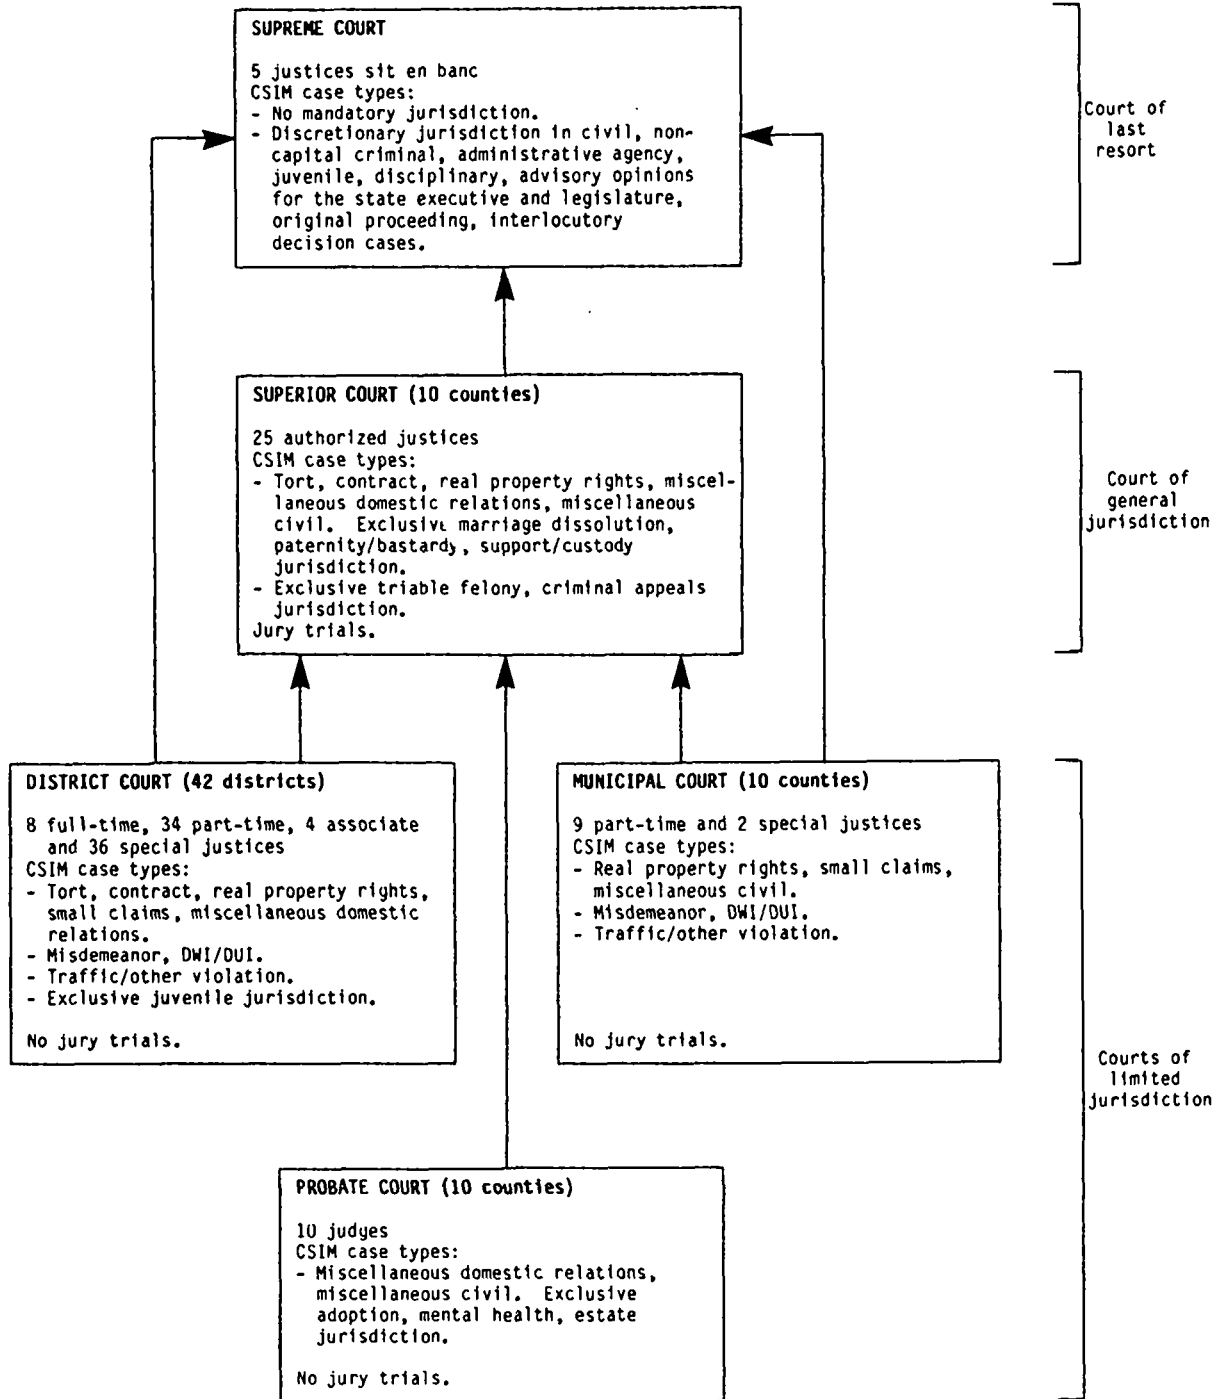 SUPREME COURT
5 justices sit en banc
CSIM case types:
- No mandatory jurisdiction.
- Discretionary jurisdiction in civil, non-
capital criminal, administrative agency,
juvenile, disciplinary, advisory opinions
for the state executive and legislature,
original proceeding, interlocutory
decision cases.
Court of
last
resort
SUPERIOR COURT (10 counties)
25 authorized justices
CSIM case types:
- Tort, contract, real property rights, miscel-
laneous domestic relations, miscellaneous
civil. Exclusive marriage dissolution,
paternity/bastardy, support/custody
jurisdiction.
- Exclusive triable felony, criminal appeals
jurisdiction.
Jury trials.
Court of
general
jurisdiction
DISTRICT COURT (42 districts)
8 full-time, 34 part-time, 4 associate
and 36 special justices
CSIM case types:
- Tort, contract, real property rights,
small claims, miscellaneous domestic
relations.
- Misdemeanor, DWI/DUI.
- Traffic/other violation.
- Exclusive juvenile jurisdiction.
No jury trials.
MUNICIPAL COURT (10 counties)
9 part-time and 2 special justices
CSIM case types:
- Real property rights, small claims,
miscellaneous civil.
- Misdemeanor, DWI/DUI.
- Traffic/other violation.
No jury trials.
Courts of
limited
jurisdiction
PROBATE COURT (10 counties)
10 judges
CSIM case types:
- Miscellaneous domestic relations,
miscellaneous civil. Exclusive
adoption, mental health, estate
jurisdiction.
No jury trials.